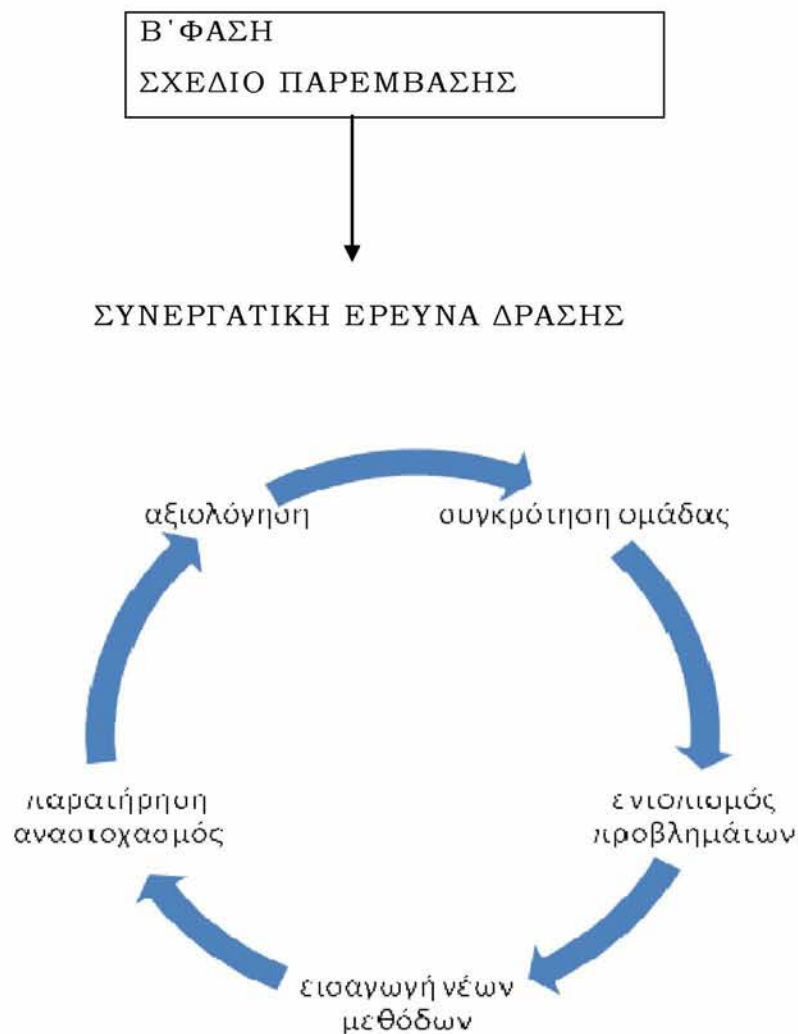 Β΄ΦΑΣΗ
ΣΧΕΔΙΟ ΠΑΡΕΜΒΑΣΗΣ
ΣΥΝΕΡΓΑΤΙΚΗ ΕΡΕΥΝΑ ΔΡΑΣΗΣ
αξιολόγηση
συγκρότηση ομάδας
εντοπισμός
προβλημάτων
εισαγωγή νέων
μεθόδων
παρατήρηση
αναστοχασμός